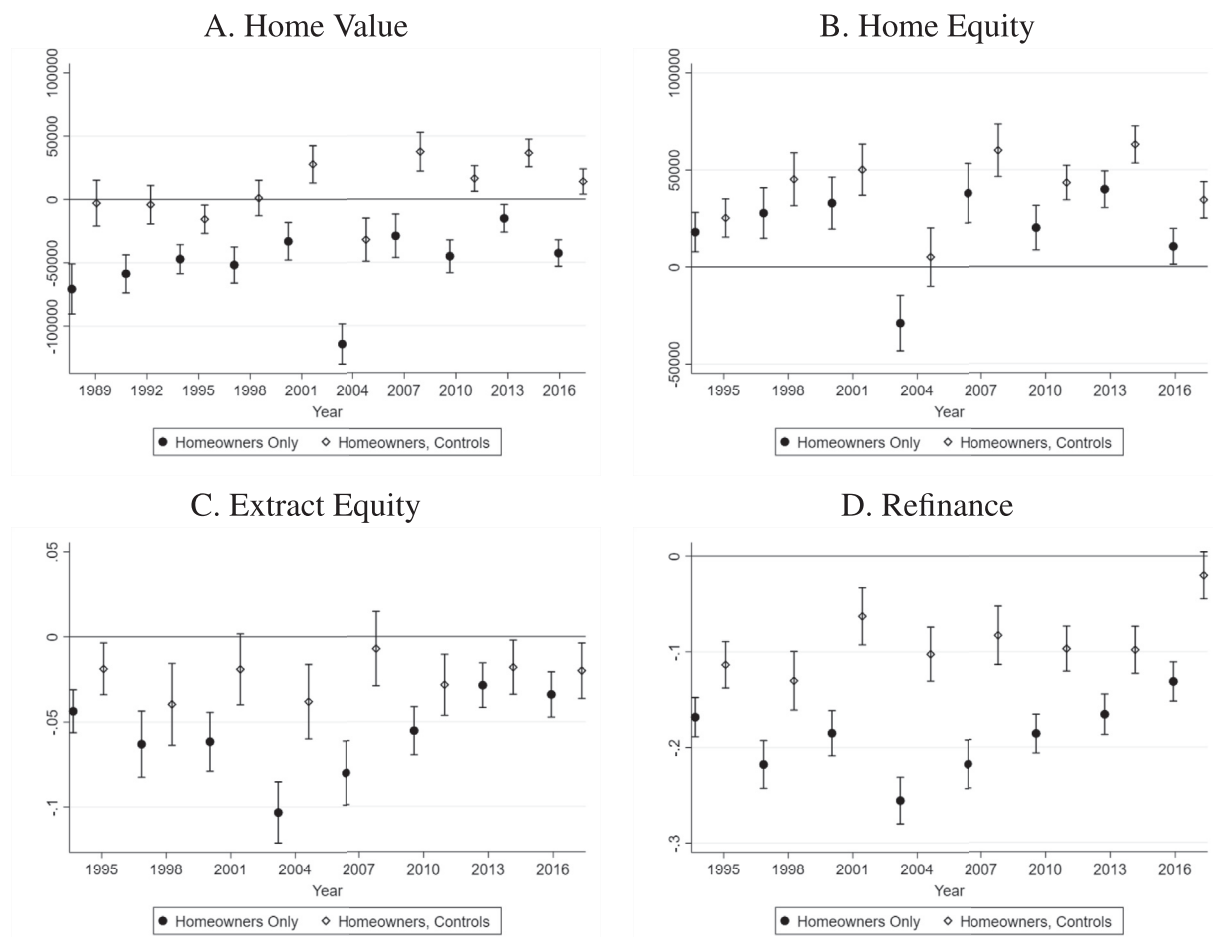 A. Home Value
100000
50000
0
-50000
-100000
1989 1992 1995 1998 2001 2004 2007 2010 2013 2016
Year
Homeowners Only Homeowners, Controls
B. Home Equity
100000
50000
0
-50000
1995 1998 2001 2004 2007 2010 2013 2016
Year
Homeowners Only Homeowners, Controls
C. Extract Equity
.05
0
-.05
-.1
1995 1998 2001 2004 2007 2010 2013 2016
Year
Homeowners Only Homeowners, Controls
D. Refinance
0
-.1
-.2
-.3
1995 1998 2001 2004 2007 2010 2013 2016
Year
Homeowners Only Homeowners, Controls